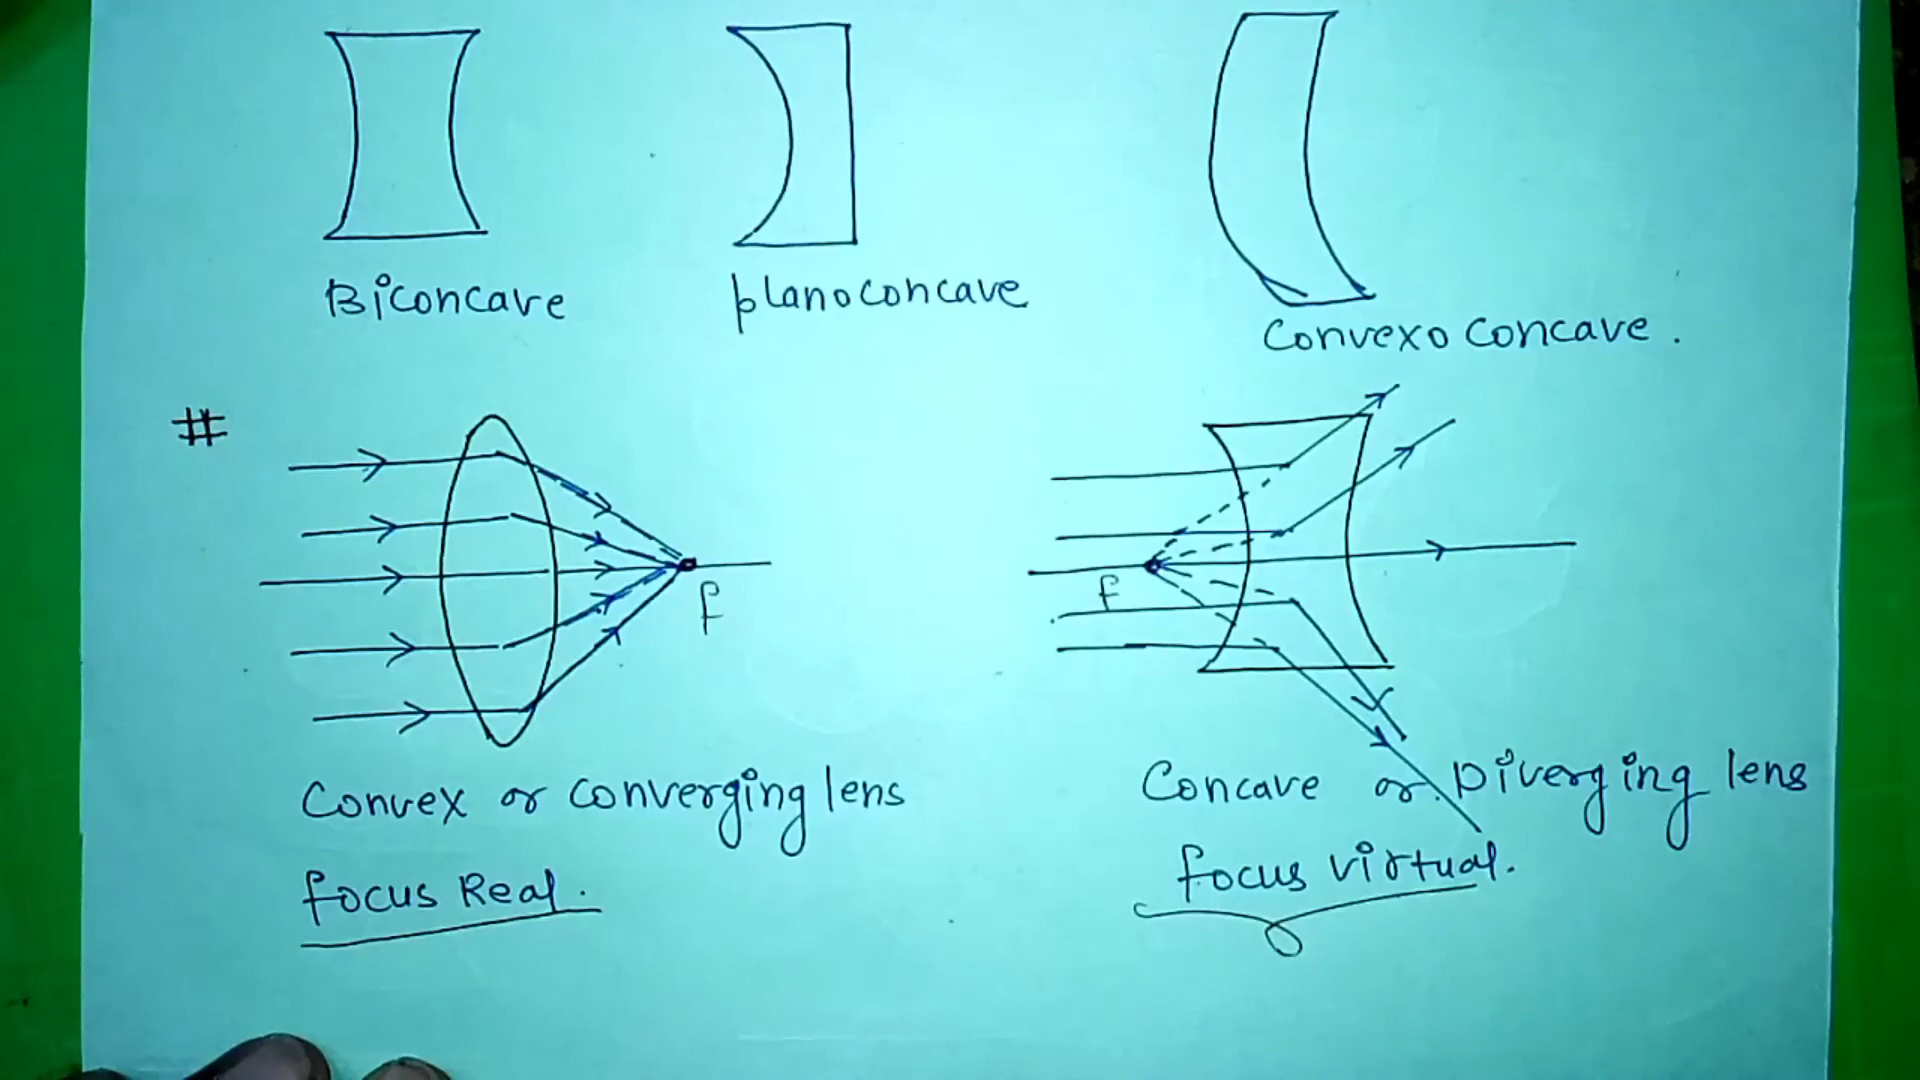 Biconcave
planoconcave
Convexo Concave.
#
f
f
Convex or converging lens
focus Real.
Concave or Diverging lens
focus virtual.